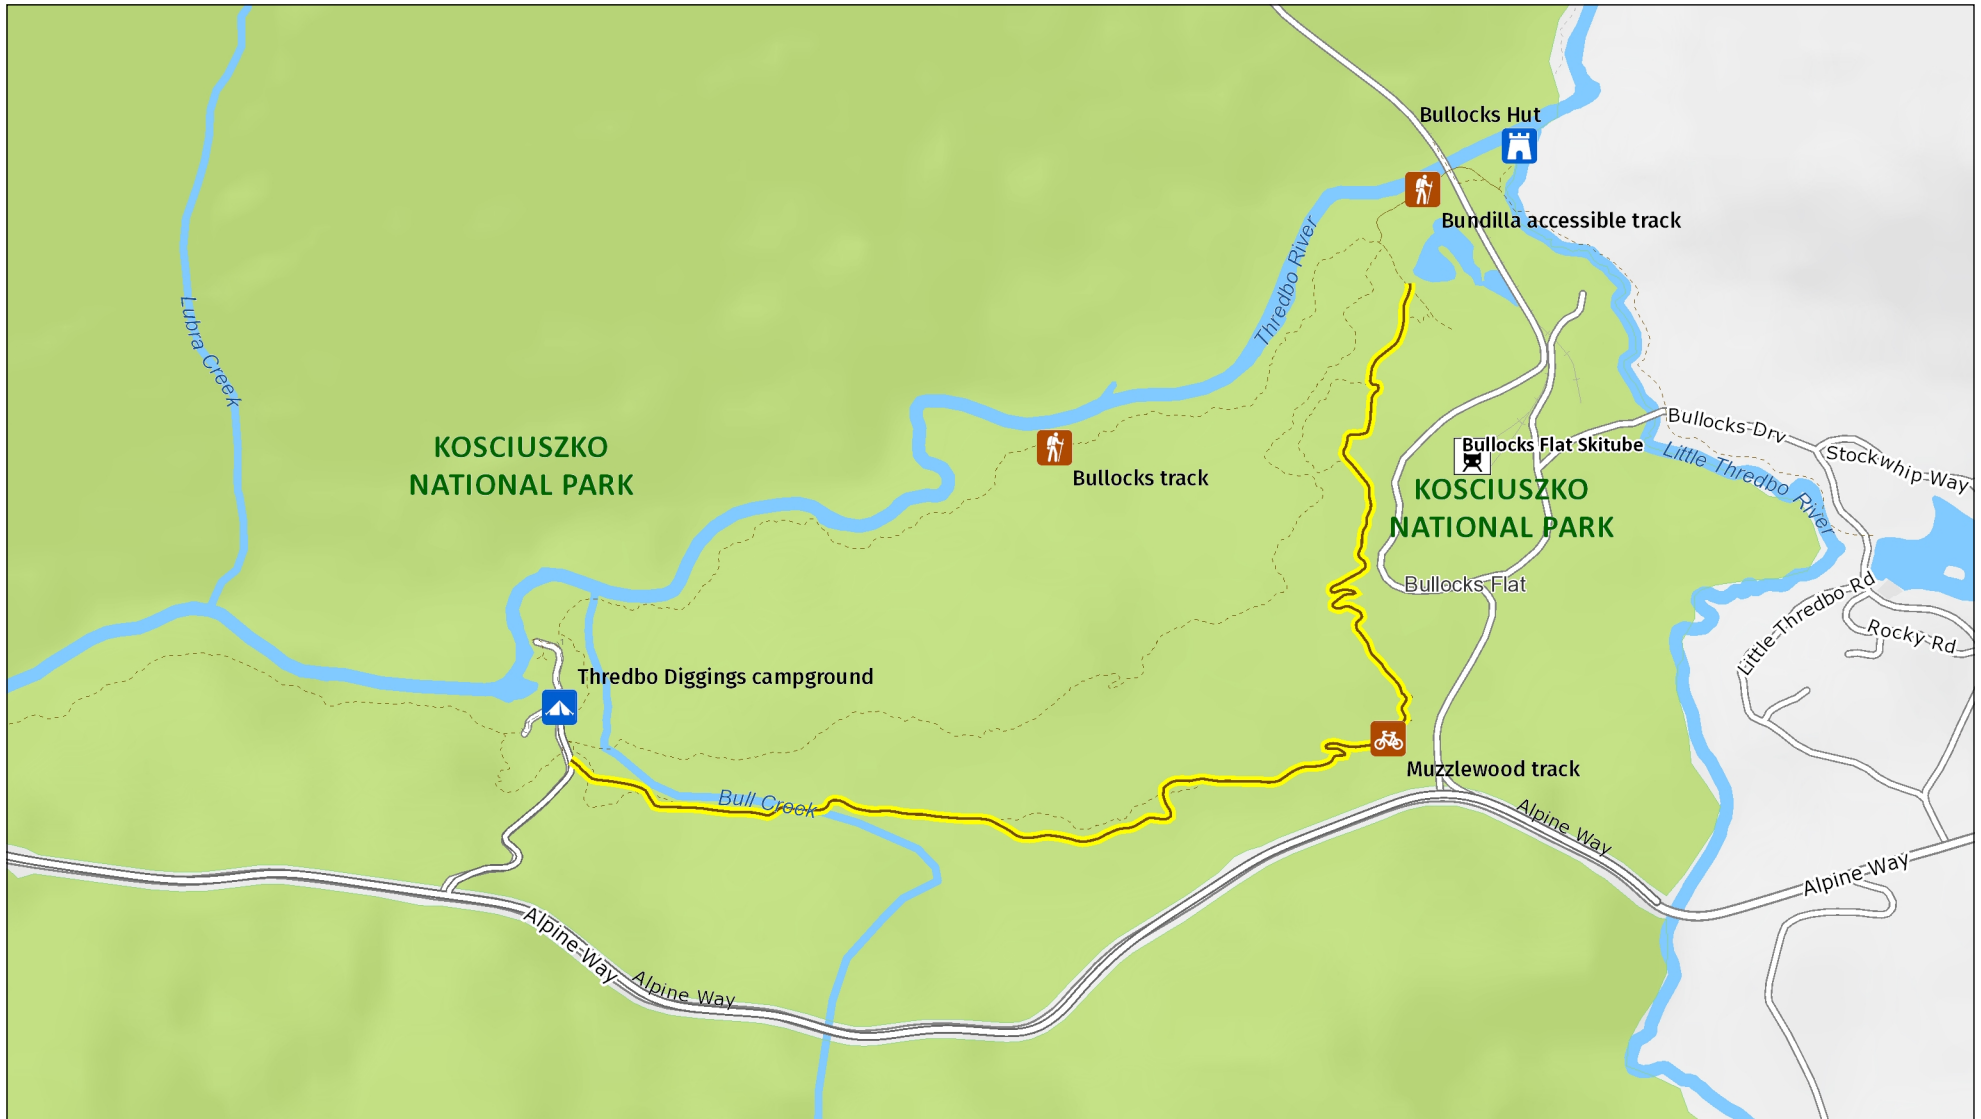 Bullocks Hut
Bundilla accessible track
Thredbo River
Lubra Creek
Bullocks Drv
KOSCIUSZKO
NATIONAL PARK
Bullocks track
Bullocks Flat Skitube
Stockwhip Way
Little Thredbo River
KOSCIUSZKO
NATIONAL PARK
Bullocks Flat
Little Thredbo Rd
Rocky Rd
Thredbo Diggings campground
Muzzlewood track
Bull Creek
Alpine Way
Alpine Way
Alpine Way
Alpine Way